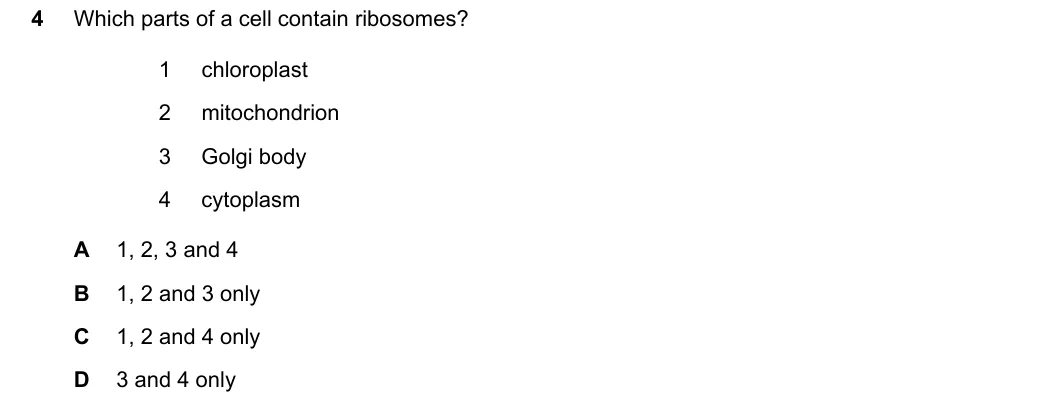 4 Which parts of a cell contain ribosomes?
1 chloroplast
2 mitochondrion
3 Golgi body
4 cytoplasm
A 1, 2, 3 and 4
B 1, 2 and 3 only
C 1, 2 and 4 only
D 3 and 4 only